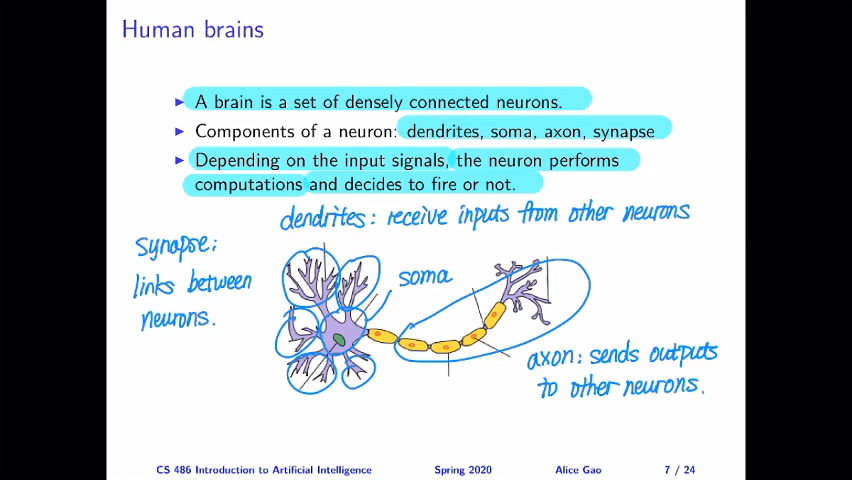 Human brains
A brain is a set of densely connected neurons.
Components of a neuron: dendrites, soma, axon, synapse
Depending on the input signals, the neuron performs
computations and decides to fire or not.
dendrites: receive inputs from other neurons
synapse:
links between
neurons.
soma
axon: sends outputs
to other neurons.
CS 486 Introduction to Artificial Intelligence Spring 2020 Alice Gao 7 / 24